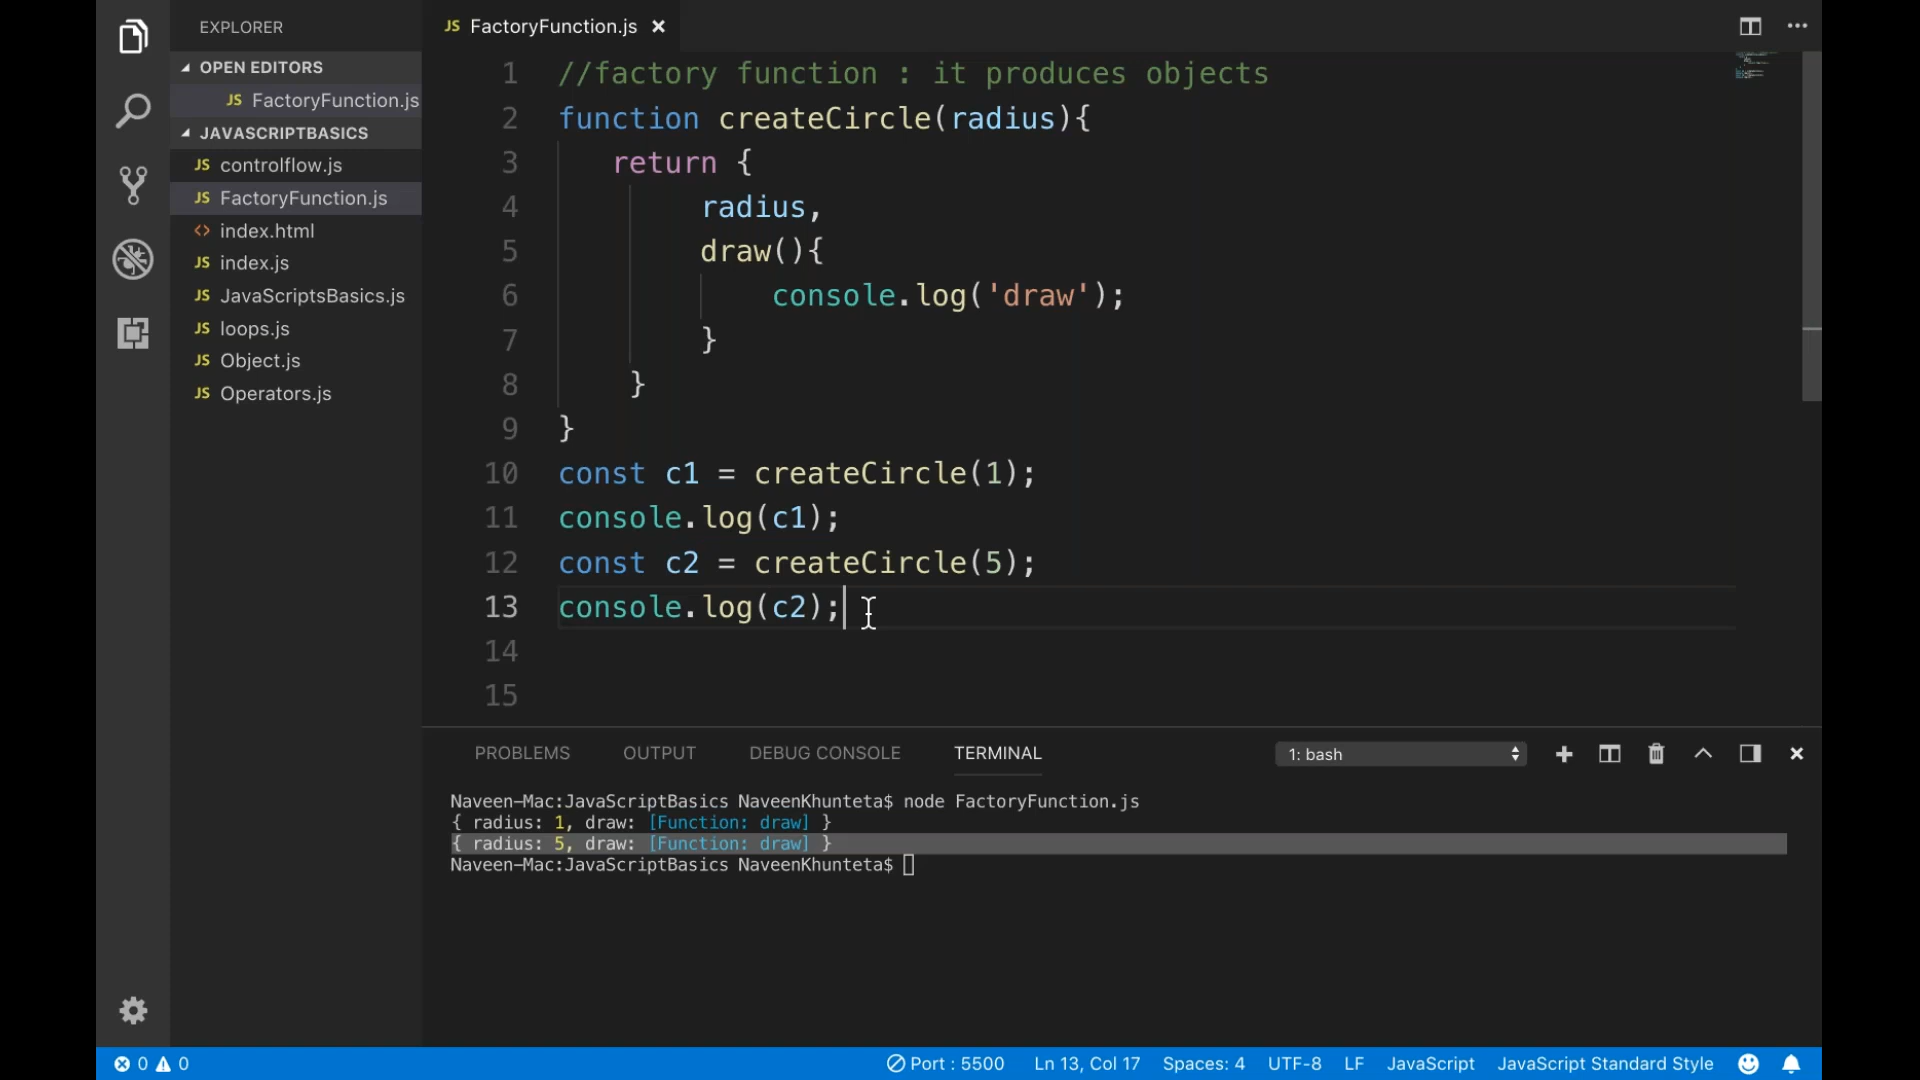 EXPLORER
OPEN EDITORS
JS FactoryFunction.js
JAVASCRIPTBASICS
JS controlflow.js
JS FactoryFunction.js
<> index.html
JS index.js
JS JavaScriptsBasics.js
JS loops.js
JS Object.js
JS Operators.js
JS FactoryFunction.js ×
1 //factory function : it produces objects
2 function createCircle(radius){
3 return {
4 radius,
5 draw(){
6 console.log('draw');
7 }
8 }
9 }
10 const c1 = createCircle(1);
11 console.log(c1);
12 const c2 = createCircle(5);
13 console.log(c2);
14
15
PROBLEMS OUTPUT DEBUG CONSOLE TERMINAL 1: bash
Naveen-Mac:JavaScriptBasics NaveenKhunteta$ node FactoryFunction.js
{ radius: 1, draw: [Function: draw] }
{ radius: 5, draw: [Function: draw] }
Naveen-Mac:JavaScriptBasics NaveenKhunteta$
0 0 Port : 5500 Ln 13, Col 17 Spaces: 4 UTF-8 LF JavaScript JavaScript Standard Style